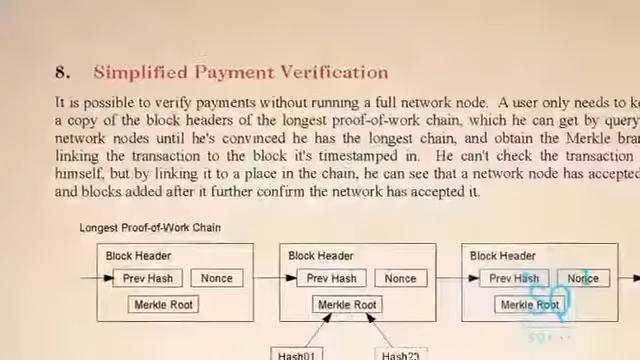 8. Simplified Payment Verification
It is possible to verify payments without running a full network node. A user only needs to
a copy of the block headers of the longest proof-of-work chain, which he can get by
network nodes until he's convinced he has the longest chain, and obtain the Merkle
linking the transaction to the block it's timestamped in. He can't check the transaction
himself, but by linking it to a place in the chain, he can see that a network node has accepted
and blocks added after it further confirm the network has accepted it.
Longest Proof-of-Work Chain
Block Header Block Header Block Header
Prev Hash Nonce Prev Hash Nonce Prev Hash Nonce
Merkle Root Merkle Root Merkle Root
SQ
Hash01 Hash23